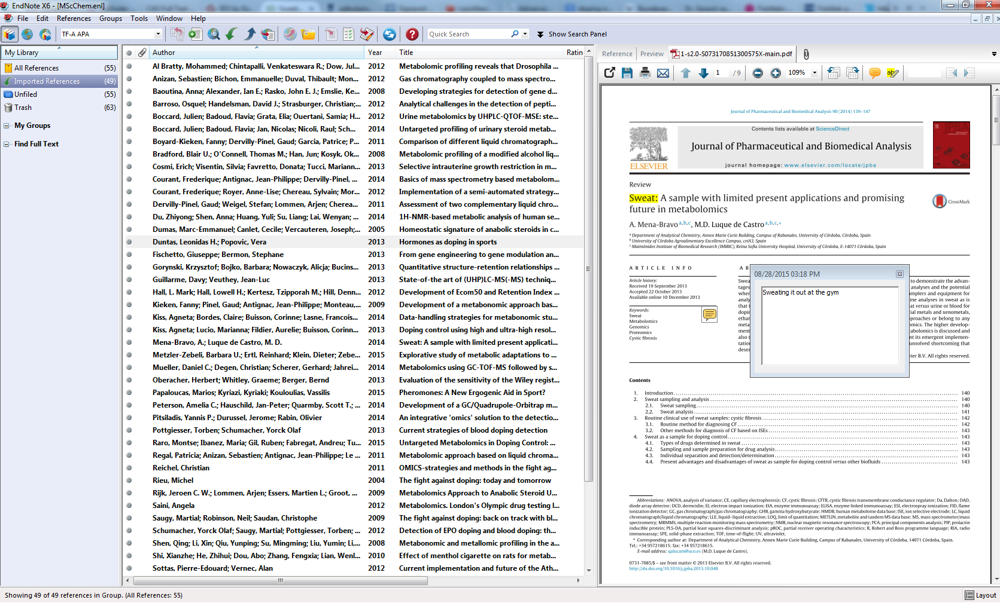 EndNote X6 - [MScChem.enl]
File Edit References Groups Tools Window Help
TF-A APA
Quick Search
Show Search Panel
My Library
All References (55)
Imported References (49)
Unfiled (55)
Trash (63)
My Groups
Find Full Text
Author Year Title Ratin
Al Bratty, Mohammed; Chintapalli, Venkateswara R.; Dow, Jul... 2012 Metabolomic profiling reveals that Drosophila ...
Anizan, Sebastien; Bichon, Emmanuelle; Duval, Thibault; Mon... 2012 Gas chromatography coupled to mass spectro...
Baoutina, Anna; Alexander, Ian E.; Rasko, John E. J.; Emslie, Ke... 2008 Developing strategies for detection of gene d...
Barroso, Osquel; Handelsman, David J.; Strasburger, Christian;... 2012 Analytical challenges in the detection of pepti...
Boccard, Julien; Badoud, Flavia; Grata, Elia; Ouertani, Samia; H... 2012 Urine metabolomics by UHPLC-QTOF-MSE: ste...
Boccard, Julien; Badoud, Flavia; Jan, Nicolas; Nicoli, Raul; Sch... 2014 Untargeted profiling of urinary steroid metab...
Boyard-Kieken, Fanny; Dervilly-Pinel, Gaud; Garcia, Patrice; P... 2011 Comparison of different liquid chromatograph...
Bradford, Blair U.; O'Connell, Thomas M.; Han, Jun; Kosyk, Ok... 2008 Metabolomic profiling of a modified alcohol liq...
Cosmi, Erich; Visentin, Silvia; Favretto, Donata; Tucci, Mariann... 2013 Selective intrauterine growth restriction in m...
Courant, Frederique; Antignac, Jean-Philippe; Dervilly-Pinel, ... 2014 Basics of mass spectrometry based metabolom...
Courant, Frederique; Royer, Anne-Lise; Chereau, Sylvain; Mor... 2012 Implementation of a semi-automated strategy...
Dervilly-Pinel, Gaud; Weigel, Stefan; Lommen, Arjen; Cherea... 2011 Assessment of two complementary liquid chro...
Du, Zhiyong; Shen, Anna; Huang, Yuli; Su, Liang; Lai, Wenyan; ... 2014 1H-NMR-based metabolic analysis of human se...
Dumas, Marc-Emmanuel; Canlet, Cecile; Vercauteren, Joseph;... 2005 Homeostatic signature of anabolic steroids in c...
Duntas, Leonidas H.; Popovic, Vera 2013 Hormones as doping in sports
Fischetto, Giuseppe; Bermon, Stephane 2013 From gene engineering to gene modulation an...
Gorynski, Krzysztof; Bojko, Barbara; Nowaczyk, Alicja; Bucins... 2013 Quantitative structure-retention relationships ...
Guillarme, Davy; Veuthey, Jean-Luc 2013 State-of-the art of (UHP)LC-MS(-MS) techniq...
Hall, L. Mark; Hall, Lowell H.; Kertesz, Tzipporah M.; Hill, Denn... 2012 Development of Ecom50 and Retention Index ...
Kieken, Fanny; Pinel, Gaud; Antignac, Jean-Philippe; Monteau,... 2009 Development of a metabonomic approach bas...
Kiss, Agneta; Bordes, Claire; Buisson, Corinne; Lasne, Francois... 2014 Data-handling strategies for metabonomic stu...
Kiss, Agneta; Lucio, Marianna; Fildier, Aurelie; Buisson, Corinn... 2013 Doping control using high and ultra-high resol...
Mena-Bravo, A.; Luque de Castro, M. D. 2014 Sweat: A sample with limited present applicati...
Metzler-Zebeli, Barbara U.; Ertl, Reinhard; Klein, Dieter; Zebe... 2015 Explorative study of metabolic adaptations to ...
Mueller, Daniel C.; Degen, Christian; Scherer, Gerhard; Jahrei... 2014 Metabolomics using GC-TOF-MS followed by s...
Oberacher, Herbert; Whitley, Graeme; Berger, Bernd 2013 Evaluation of the sensitivity of the Wiley regist...
Papaloucas, Marios; Kyriazi, Kyriaki; Kouloulias, Vassilis 2015 Pheromones: A New Ergogenic Aid in Sport?
Peterson, Amelia C.; Hauschild, Jan-Peter; Quarmby, Scott T.; ... 2014 Development of a GC/Quadrupole-Orbitrap m...
Pitsiladis, Yannis P.; Durussel, Jerome; Rabin, Olivier 2014 An integrative 'omics' solution to the detectio...
Pottgiesser, Torben; Schumacher, Yorck Olaf 2013 Current strategies of blood doping detection
Raro, Montse; Ibanez, Maria; Gil, Ruben; Fabregat, Andreu; Tu... 2015 Untargeted Metabolomics in Doping Control: ...
Regal, Patricia; Anizan, Sebastien; Antignac, Jean-Philippe; Le ... 2011 Metabolomic approach based on liquid chroma...
Reichel, Christian 2011 OMICS-strategies and methods in the fight ag...
Rieu, Michel 2004 The fight against doping: today and tomorrow
Rijk, Jeroen C. W.; Lommen, Arjen; Essers, Martien L.; Groot, ... 2009 Metabolomics Approach to Anabolic Steroid U...
Saini, Angela 2012 Metabolomics. London's Olympic drug testing l...
Saugy, Martial; Robinson, Neil; Saudan, Christophe 2009 The fight against doping: back on track with bl...
Schumacher, Yorck Olaf; Saugy, Martial; Pottgiesser, Torben; ... 2012 Detection of EPO doping and blood doping: th...
Shen, Qing; Li, Xin; Qiu, Yunping; Su, Mingming; Liu, Yumin; Li,... 2008 Metabonomic and metallomic profiling in the a...
Shi, Xianzhe; He, Zhihui; Dou, Abo; Zhang, Fengxia; Lian, Wenl... 2010 Effect of menthol cigarette on rats for metab...
Sottas, Pierre-Edouard; Vernec, Alan 2012 Current implementation and future of the Ath...
Reference Preview 1-s2.0-S073170851300575X-main.pdf
1 / 9 109%
Journal of Pharmaceutical and Biomedical Analysis 90 (2014) 139–147
Contents lists available at ScienceDirect
Journal of Pharmaceutical and Biomedical Analysis
journal homepage: www.elsevier.com/locate/jpba
ELSEVIER
JPBA
Review
Sweat: A sample with limited present applications and promising
future in metabolomics
CrossMark
A. Mena-Bravo a,b,c, M.D. Luque de Castro a,b,c,*
a Department of Analytical Chemistry, Annex Marie Curie Building, Campus of Rabanales, University of Córdoba, Córdoba, Spain
b University of Córdoba Agroalimentary Excellence Campus, ceiA3, Spain
c Maimónides Institute of Biomedical Research (IMIBIC), Reina Sofía University Hospital, University of Córdoba, E-14071 Córdoba, Spain
ARTICLE INFO
Article history:
Received 19 September 2013
Accepted 22 October 2013
Available online 10 December 2013
Keywords:
Sweat
Metabolomics
Genomics
Proteomics
Cystic fibrosis
08/28/2015 03:18 PM
Sweating it out at the gym
to demonstrate the advan-
analyses and the potential
amplers and equipment for
ine analyses in sweat as is
at versus urine or blood for
ial metals and xenometals,
proaches or belong to any
omics. The higher develop-
tabolomics is discussed and
nt its emergent implemen-
unsolved shortcoming that
vier B.V. All rights reserved.
Contents
1. Introduction 140
2. Sweat sampling and analysis 140
2.1. Sweat sampling 140
2.2. Sweat analysis 141
3. Routine clinical use of sweat samples: cystic fibrosis 142
3.1. Routine method for diagnosing CF 142
3.2. Other methods for diagnosis of CF based on ISEs 143
4. Sweat as a sample for doping control 143
4.1. Types of drugs determined in sweat 143
4.2. Sampling and sample preparation for drug analysis 143
4.3. Individual separation and detection/determination 143
4.4. Present advantages and disadvantages of sweat as sample for doping control versus other biofluids 143
Abbreviations: ANOVA, analysis of variance; CE, capillary electrophoresis; CF, cystic fibrosis; CFTR, cystic fibrosis transmembrane conductance regulator; Da, Dalton; DAD,
diode array detector; DCD, dermcidin; EI, electron impact ionization; EIA, enzyme immunoassay; ELISA, enzyme linked immunoassay; ESI, electrospray ionization; FID, flame
ionization detector; GC, gas chromatography/gas chromatography; GHB, gamma hydroxybutyrate; HMDB, human metabolome data base; ISE, ion selective electrode; LC, liquid
chromatography/liquid chromatography; LLE, liquid–liquid extraction; LOQ, limit of quantitation; METLIN, metabolite and tandem MS data base; MS, mass spectrometer/mass
spectrometry; MRMMS, multiple reaction monitoring mass spectrometry; NMR, nuclear magnetic resonance spectroscopy; PCA, principal components analysis; PIP, prolactin
inducible protein; PLS-DA, partial least squares-discriminant analysis; pROC, partial receiver operating characteristics; R, Robert and Ross programme language; RIA, radio
immunoassay; SPE, solid-phase extraction; TOF, time-of-flight; UV, ultraviolet.
* Corresponding author at: Department of Analytical Chemistry, Annex Marie Curie Building, Campus of Rabanales, University of Córdoba, 14071 Córdoba, Spain.
Tel.: +34 957218615; fax: +34 957218615.
E-mail address: qalucam@uco.es (M.D. Luque de Castro).
0731-7085/$ – see front matter © 2013 Elsevier B.V. All rights reserved.
http://dx.doi.org/10.1016/j.jpba.2013.10.048
Showing 49 of 49 references in Group. (All References: 55)
Layout